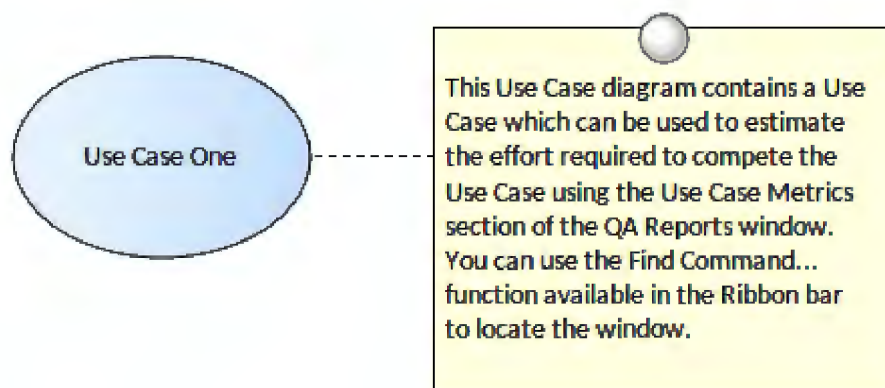 Use Case One
This Use Case diagram contains a Use
Case which can be used to estimate
the effort required to compete the
Use Case using the Use Case Metrics
section of the QA Reports window.
You can use the Find Command...
function available in the Ribbon bar
to locate the window.